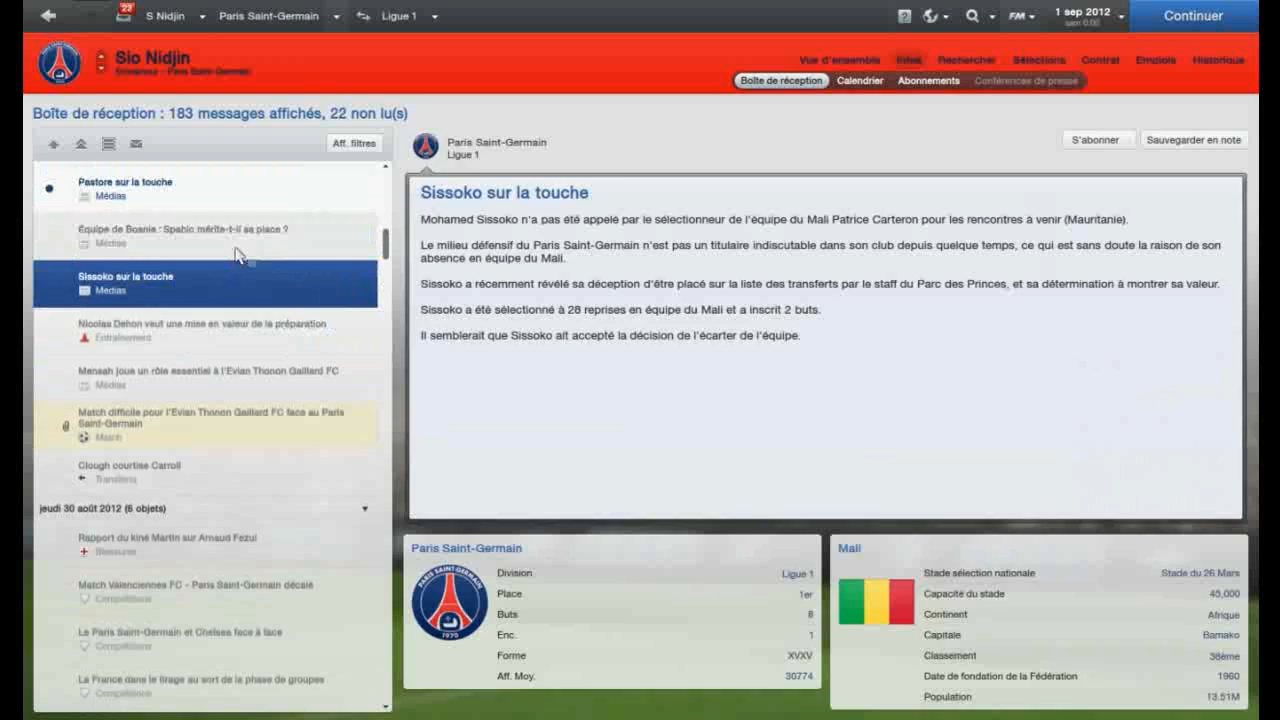 22
S Nidjin
Paris Saint-Germain
Ligue 1
FM
1 sep 2012
sam 0:00
Continuer
Sio Nidjin
Entraîneur - Paris Saint-Germain
Vue d'ensemble
Infos
Rechercher
Sélections
Contrat
Emplois
Historique
Boîte de réception
Calendrier
Abonnements
Conférences de presse
Boîte de réception : 183 messages affichés, 22 non lu(s)
Aff. filtres
Pastore sur la touche
Médias
Équipe de Bosnie : Spahic mérite-t-il sa place ?
Médias
Sissoko sur la touche
Médias
Nicolas Dehon veut une mise en valeur de la préparation
Entraînement
Mensah joue un rôle essentiel à l'Evian Thonon Gaillard FC
Médias
Match difficile pour l'Evian Thonon Gaillard FC face au Paris
Saint-Germain
Match
Clough courtise Carroll
Transferts
jeudi 30 août 2012 (6 objets)
Rapport du kiné Martin sur Arnaud Fezui
Blessures
Match Valenciennes FC - Paris Saint-Germain décalé
Compétitions
Le Paris Saint-Germain et Chelsea face à face
Compétitions
La France dans le tirage au sort de la phase de groupes
Compétitions
Paris Saint-Germain
Ligue 1
S'abonner
Sauvegarder en note
Sissoko sur la touche
Mohamed Sissoko n'a pas été appelé par le sélectionneur de l'équipe du Mali Patrice Carteron pour les rencontres à venir (Mauritanie).
Le milieu défensif du Paris Saint-Germain n'est pas un titulaire indiscutable dans son club depuis quelque temps, ce qui est sans doute la raison de son
absence en équipe du Mali.
Sissoko a récemment révélé sa déception d'être placé sur la liste des transferts par le staff du Parc des Princes, et sa détermination à montrer sa valeur.
Sissoko a été sélectionné à 28 reprises en équipe du Mali et a inscrit 2 buts.
Il semblerait que Sissoko ait accepté la décision de l'écarter de l'équipe.
Paris Saint-Germain
PARIS SAINT-GERMAIN
1970
Division Ligue 1
Place 1er
Buts 8
Enc. 1
Forme XVXV
Aff. Moy. 30774
Mali
Stade sélection nationale Stade du 26 Mars
Capacité du stade 45,000
Continent Afrique
Capitale Bamako
Classement 38ème
Date de fondation de la Fédération 1960
Population 13.51M